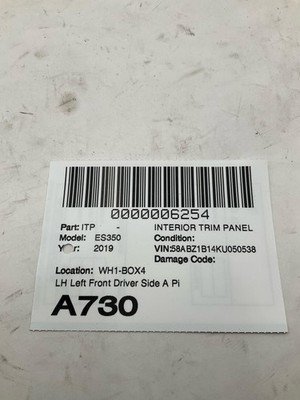 0000006254
Part: ITP - INTERIOR TRIM PANEL
Model: ES350 Condition:
Year: 2019 VIN:58ABZ1B14KU050538
Damage Code:
Location: WH1-BOX4
LH Left Front Driver Side A Pi
A730